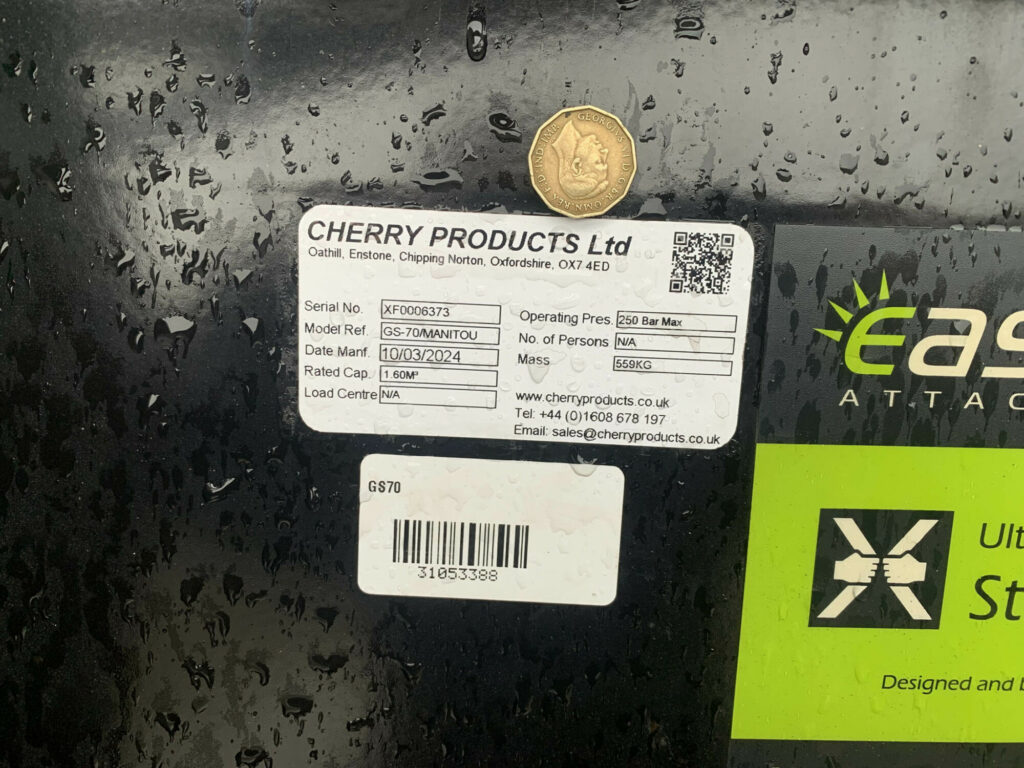 GEORGIVS VI D:G:BR:OMN:REX F:D:IND:IMP.
CHERRY PRODUCTS Ltd
Oathill, Enstone, Chipping Norton, Oxfordshire, OX7 4ED
Serial No. XF0006373
Model Ref. GS-70/MANITOU
Date Manf. 10/03/2024
Rated Cap. 1.60M³
Load Centre N/A
Operating Pres. 250 Bar Max
No. of Persons N/A
Mass 559KG
www.cherryproducts.co.uk
Tel: +44 (0)1608 678 197
Email: sales@cherryproducts.co.uk
GS70
31053388
eas
ATTAC
Ult
St
Designed and b